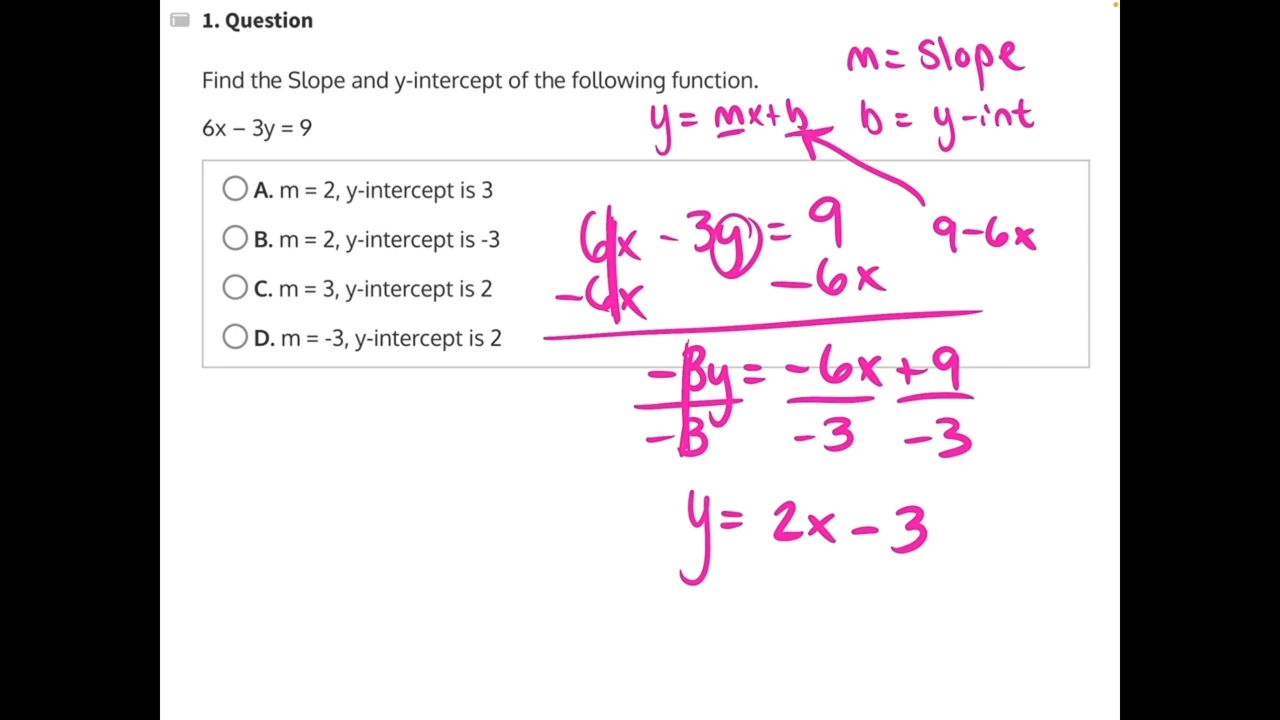 1. Question
Find the Slope and y-intercept of the following function.
6x – 3y = 9
m = slope
y = mx+b
b = y-int
A. m = 2, y-intercept is 3
B. m = 2, y-intercept is -3
C. m = 3, y-intercept is 2
D. m = -3, y-intercept is 2
6x - 3y = 9
9-6x
-6x -6x
-3y = -6x + 9
-3 -3 -3
y = 2x - 3